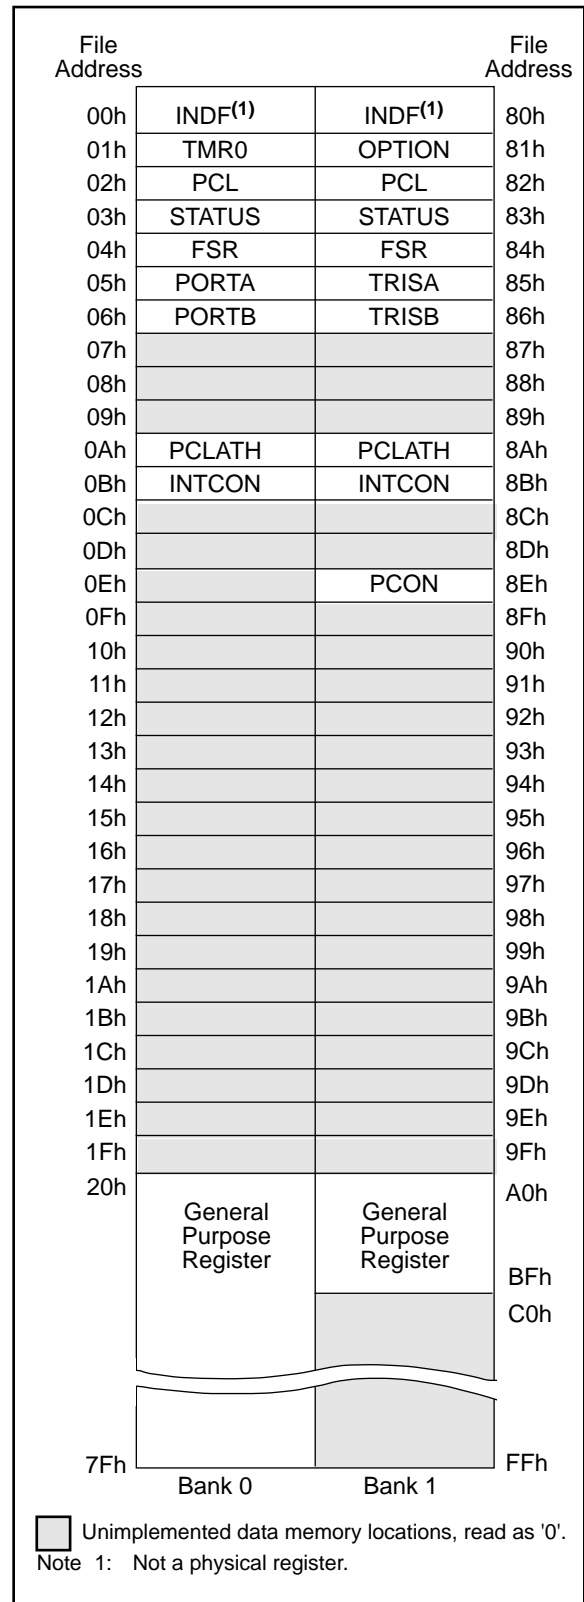 File Address File Address
00h INDF(1) INDF(1) 80h
01h TMR0 OPTION 81h
02h PCL PCL 82h
03h STATUS STATUS 83h
04h FSR FSR 84h
05h PORTA TRISA 85h
06h PORTB TRISB 86h
07h 87h
08h 88h
09h 89h
0Ah PCLATH PCLATH 8Ah
0Bh INTCON INTCON 8Bh
0Ch 8Ch
0Dh 8Dh
0Eh PCON 8Eh
0Fh 8Fh
10h 90h
11h 91h
12h 92h
13h 93h
14h 94h
15h 95h
16h 96h
17h 97h
18h 98h
19h 99h
1Ah 9Ah
1Bh 9Bh
1Ch 9Ch
1Dh 9Dh
1Eh 9Eh
1Fh 9Fh
20h A0h
General General
Purpose Purpose
Register Register
BFh
C0h
7Fh FFh
Bank 0 Bank 1
Unimplemented data memory locations, read as '0'.
Note 1: Not a physical register.